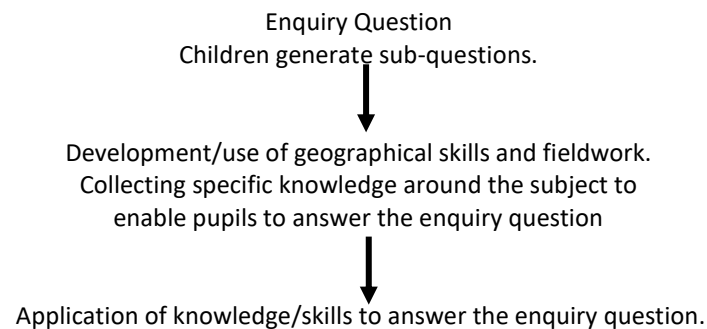 Enquiry Question
Children generate sub-questions.
Development/use of geographical skills and fieldwork.
Collecting specific knowledge around the subject to
enable pupils to answer the enquiry question
Application of knowledge/skills to answer the enquiry question.